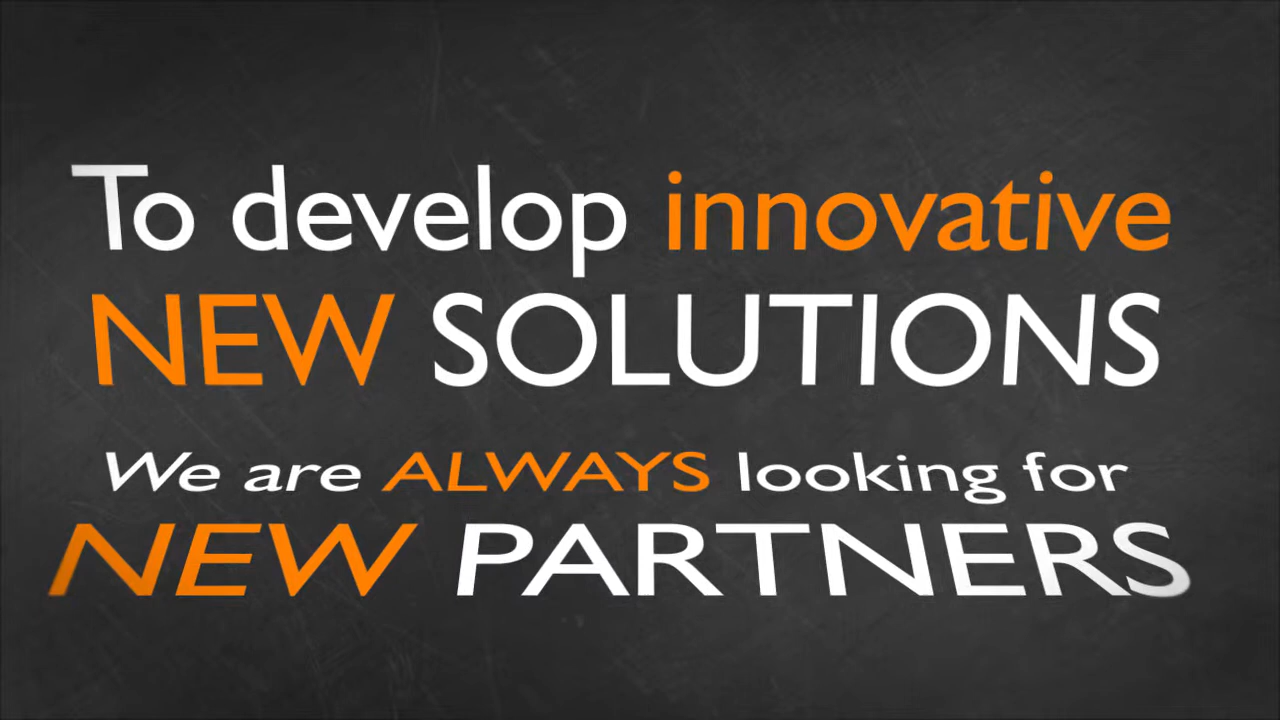 To develop innovative
NEW SOLUTIONS
We are ALWAYS looking for
NEW PARTNERS